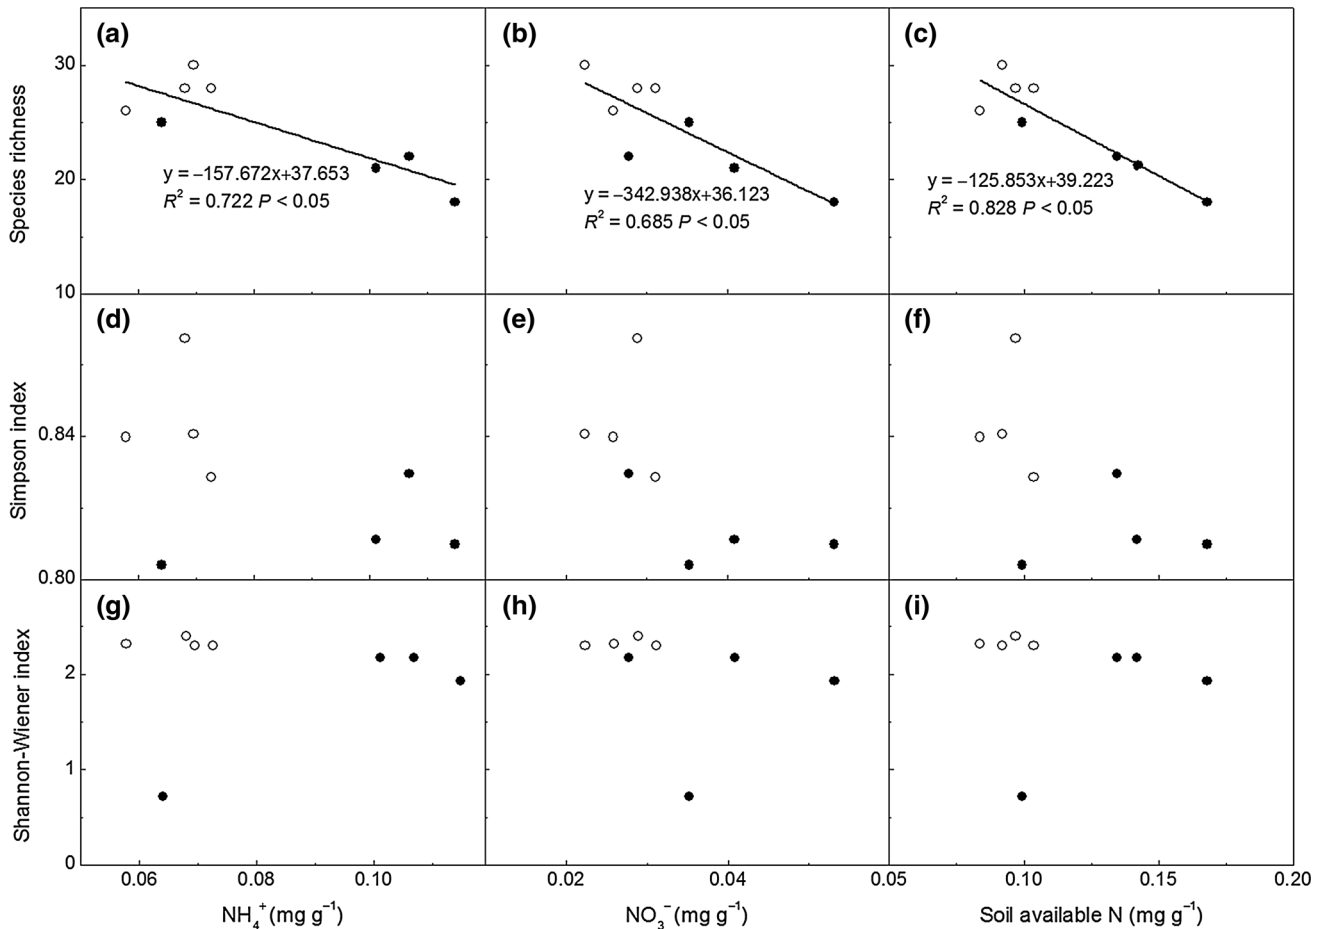 (a)
(b)
(c)
30
20
10
Species richness
y = −157.672x+37.653
R² = 0.722 P < 0.05
y = −342.938x+36.123
R² = 0.685 P < 0.05
y = −125.853x+39.223
R² = 0.828 P < 0.05
(d)
(e)
(f)
0.84
0.80
Simpson index
(g)
(h)
(i)
2
1
0
Shannon-Wiener index
0.06 0.08 0.10
0.02 0.04
0.05 0.10 0.15 0.20
NH₄⁺ (mg g⁻¹)
NO₃⁻ (mg g⁻¹)
Soil available N (mg g⁻¹)